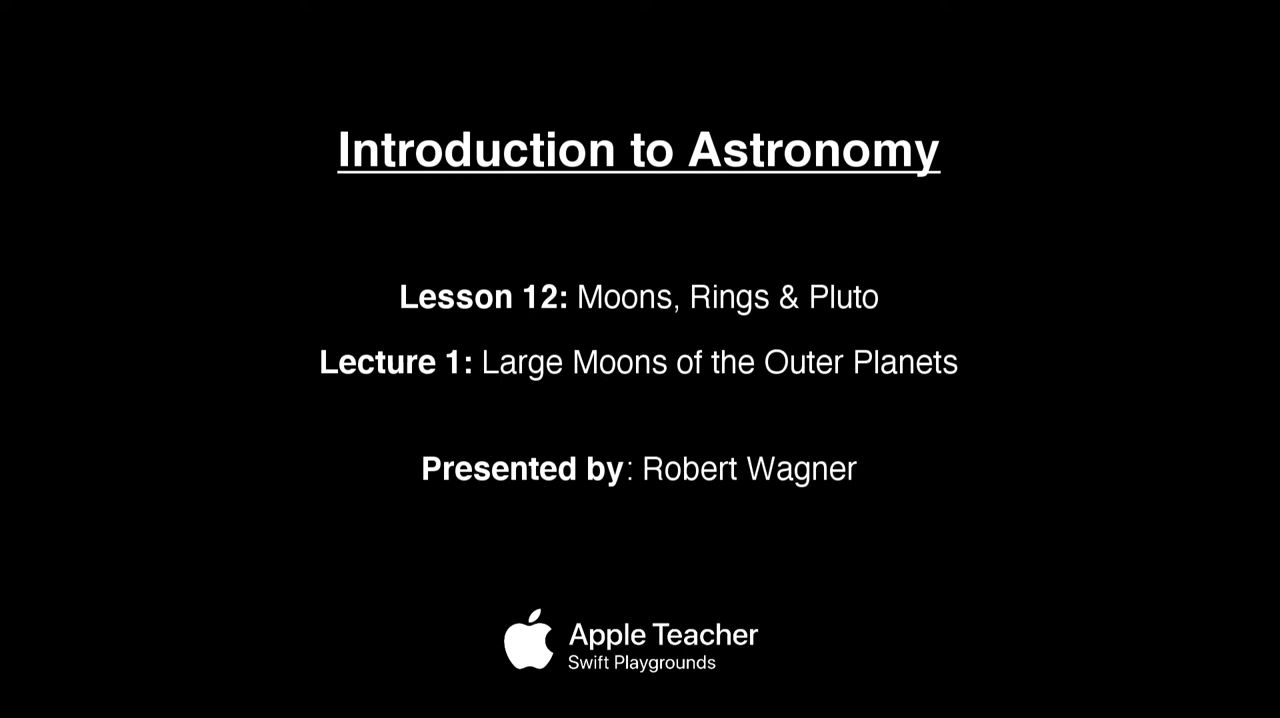 Introduction to Astronomy
Lesson 12: Moons, Rings & Pluto
Lecture 1: Large Moons of the Outer Planets
Presented by: Robert Wagner
Apple Teacher
Swift Playgrounds